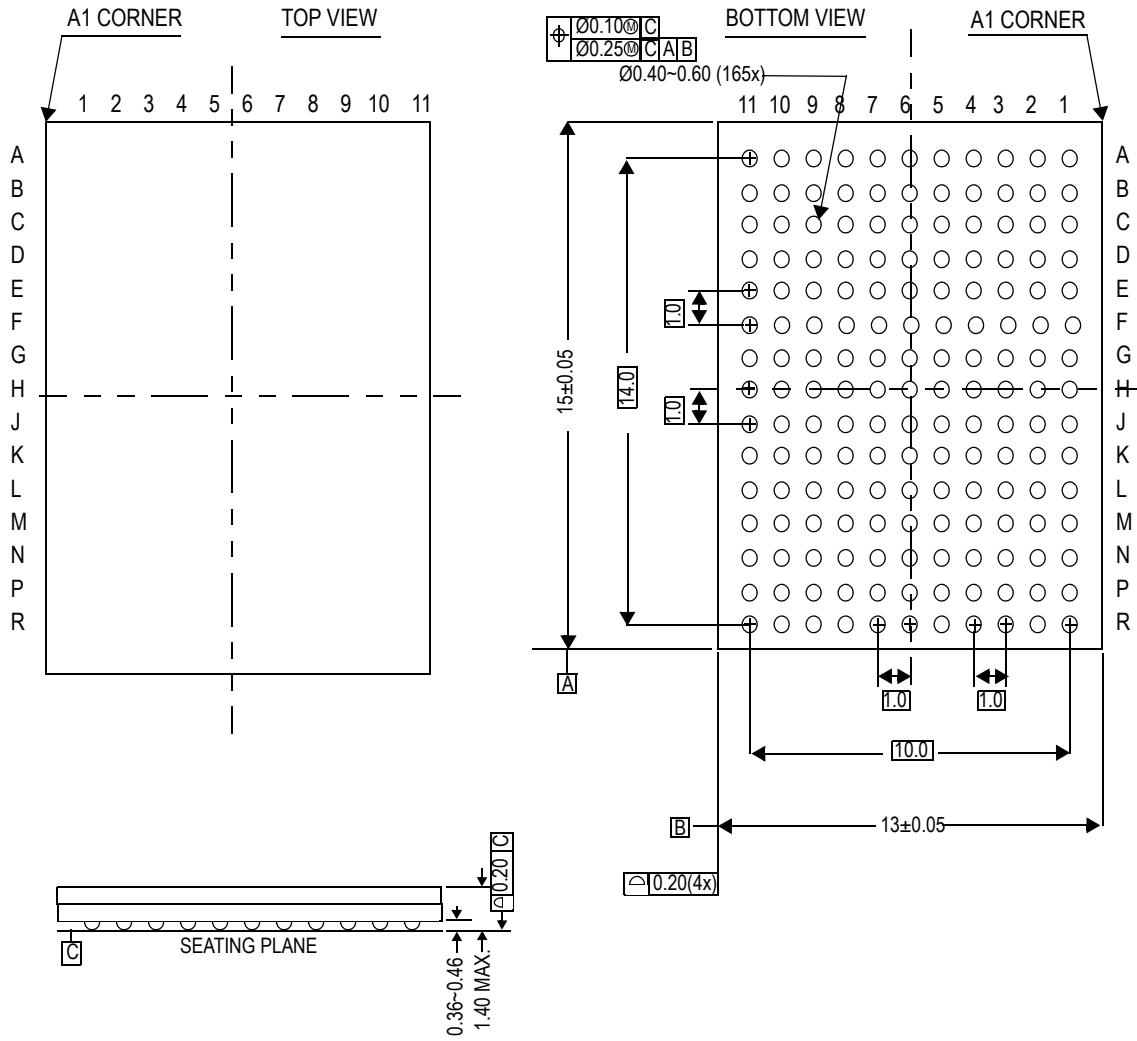 A1 CORNER
TOP VIEW
1 2 3 4 5 6 7 8 9 10 11
A
B
C
D
E
F
G
H
J
K
L
M
N
P
R
Ø0.10Ⓜ C
Ø0.25Ⓜ C A B
Ø0.40~0.60 (165x)
BOTTOM VIEW
A1 CORNER
11 10 9 8 7 6 5 4 3 2 1
A
B
C
D
E
F
G
H
J
K
L
M
N
P
R
15±0.05
14.0
1.0
1.0
A
1.0
1.0
10.0
B
13±0.05
0.20(4x)
0.20 C
C
SEATING PLANE
0.36~0.46
1.40 MAX.